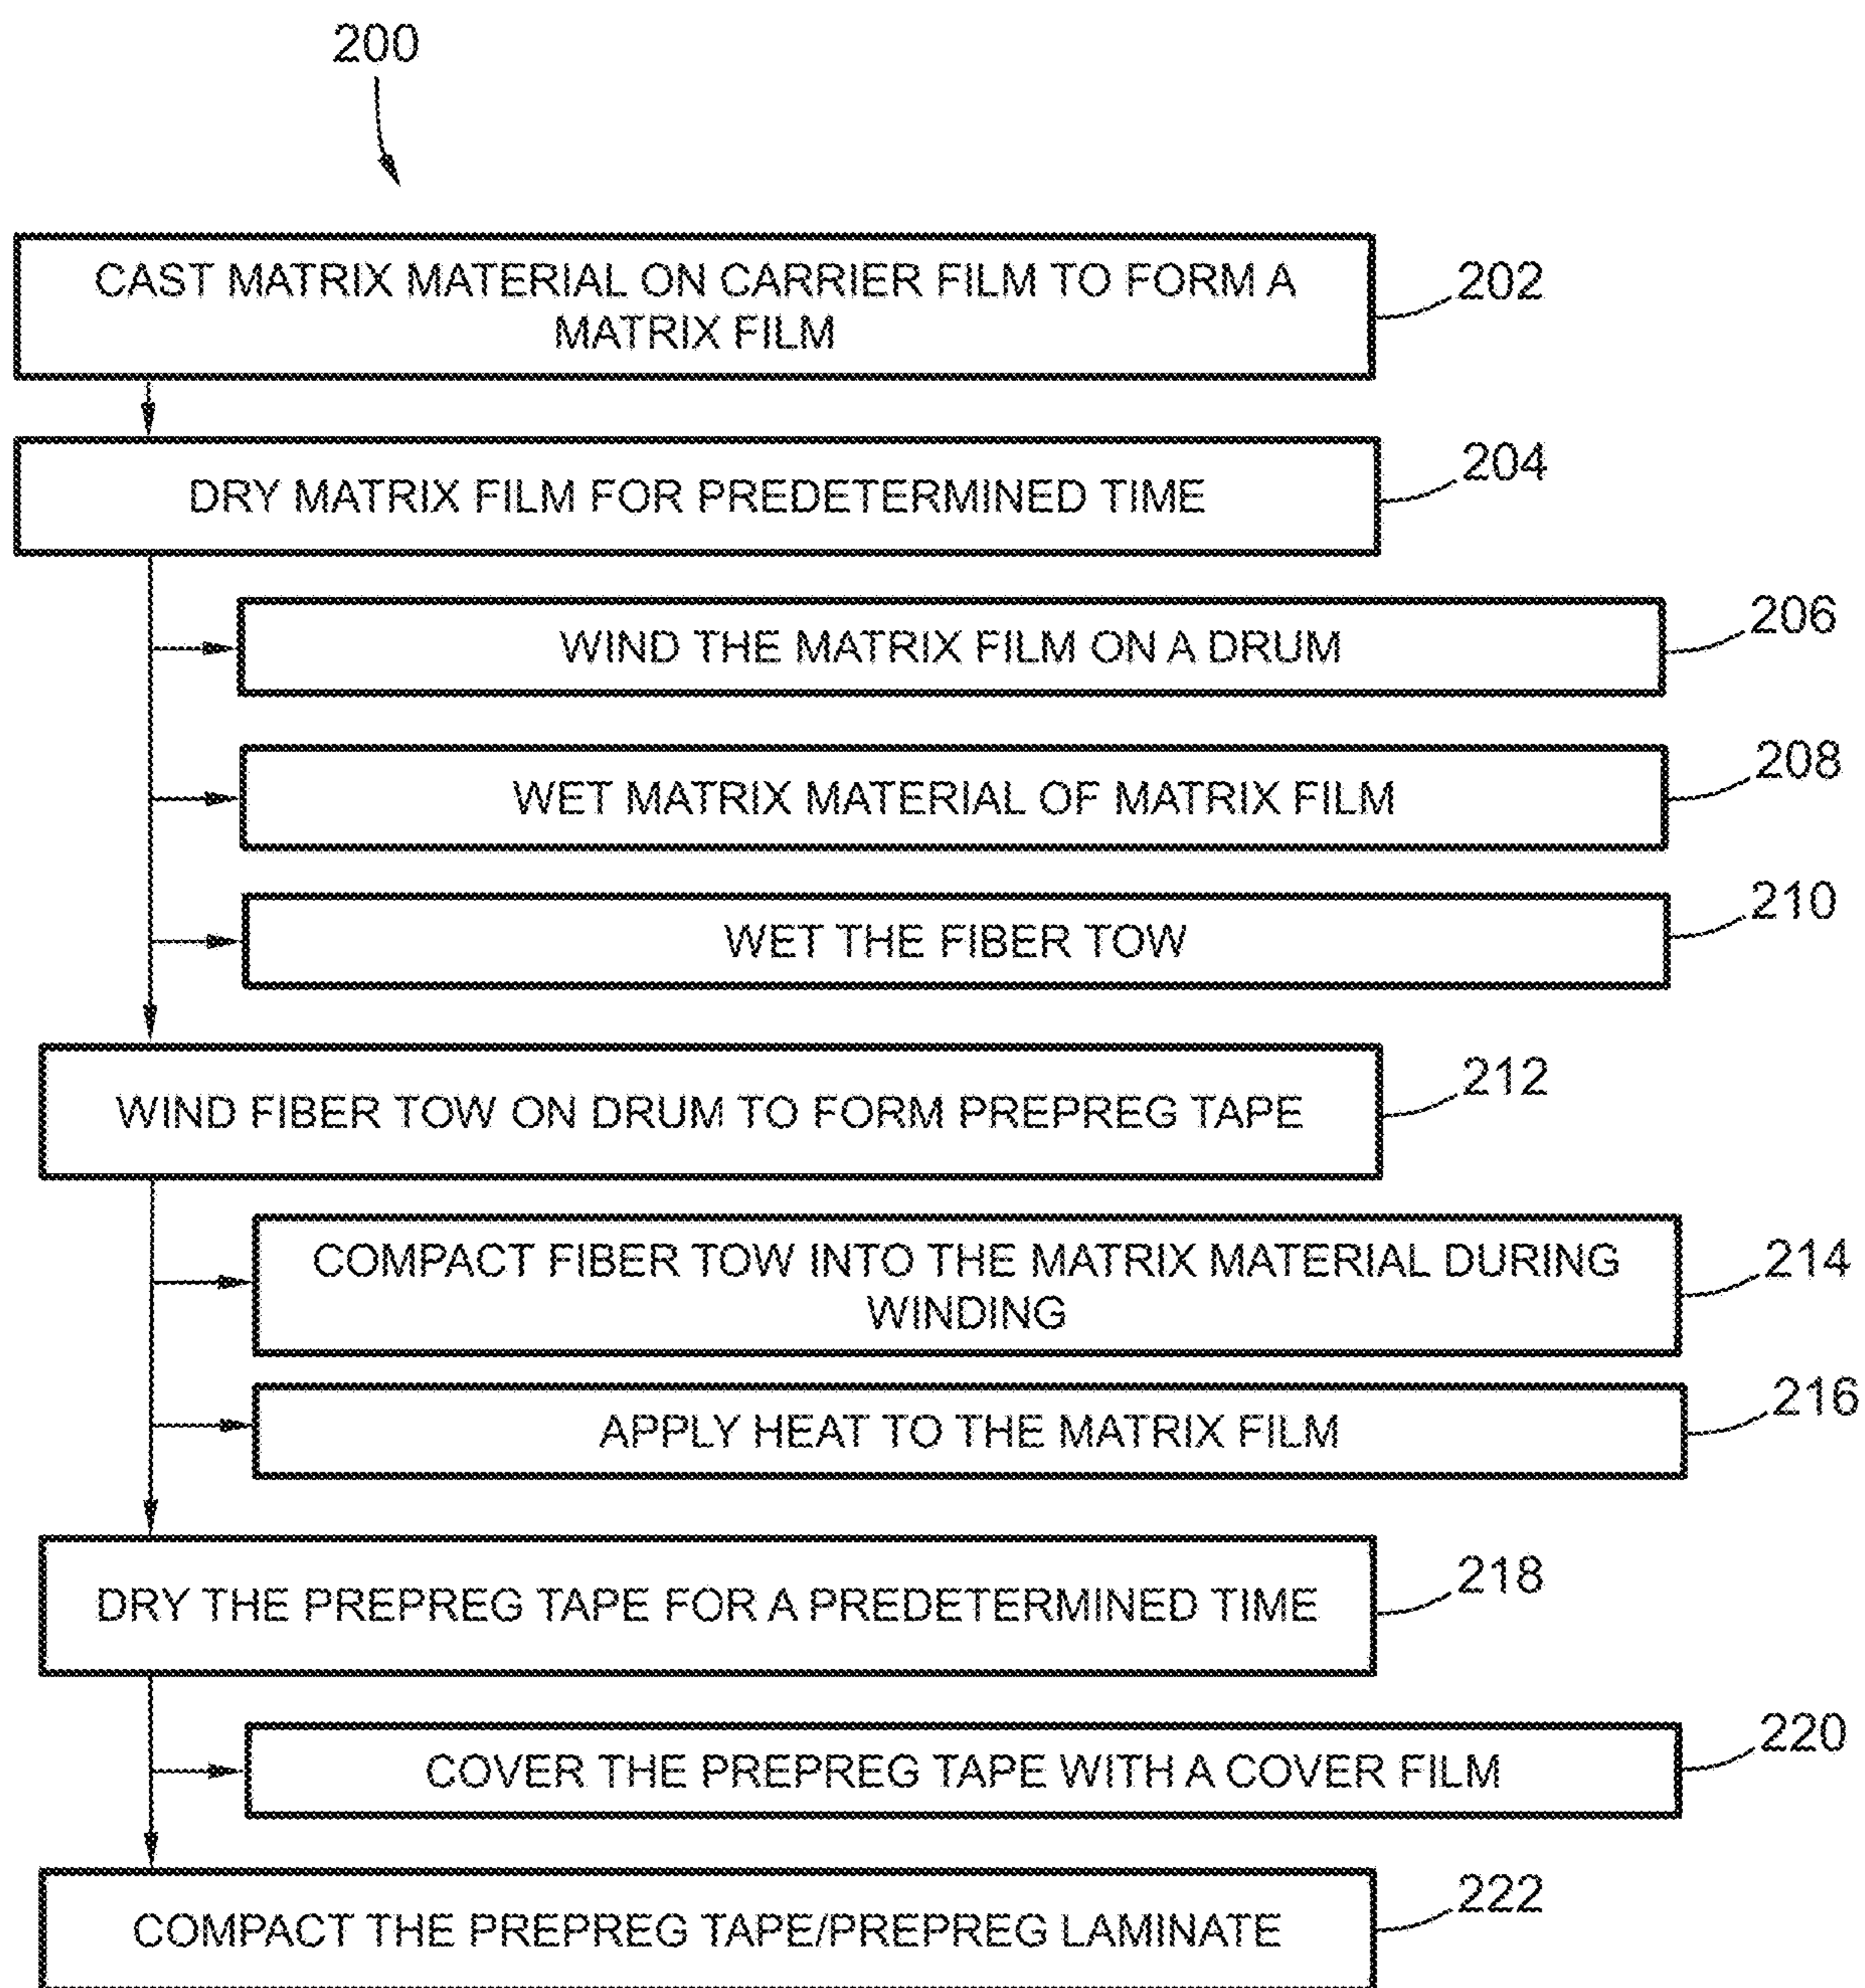 200
CAST MATRIX MATERIAL ON CARRIER FILM TO FORM A
MATRIX FILM
202
DRY MATRIX FILM FOR PREDETERMINED TIME
204
WIND THE MATRIX FILM ON A DRUM
206
WET MATRIX MATERIAL OF MATRIX FILM
208
WET THE FIBER TOW
210
WIND FIBER TOW ON DRUM TO FORM PREPREG TAPE
212
COMPACT FIBER TOW INTO THE MATRIX MATERIAL DURING
WINDING
214
APPLY HEAT TO THE MATRIX FILM
216
DRY THE PREPREG TAPE FOR A PREDETERMINED TIME
218
COVER THE PREPREG TAPE WITH A COVER FILM
220
COMPACT THE PREPREG TAPE/PREPREG LAMINATE
222